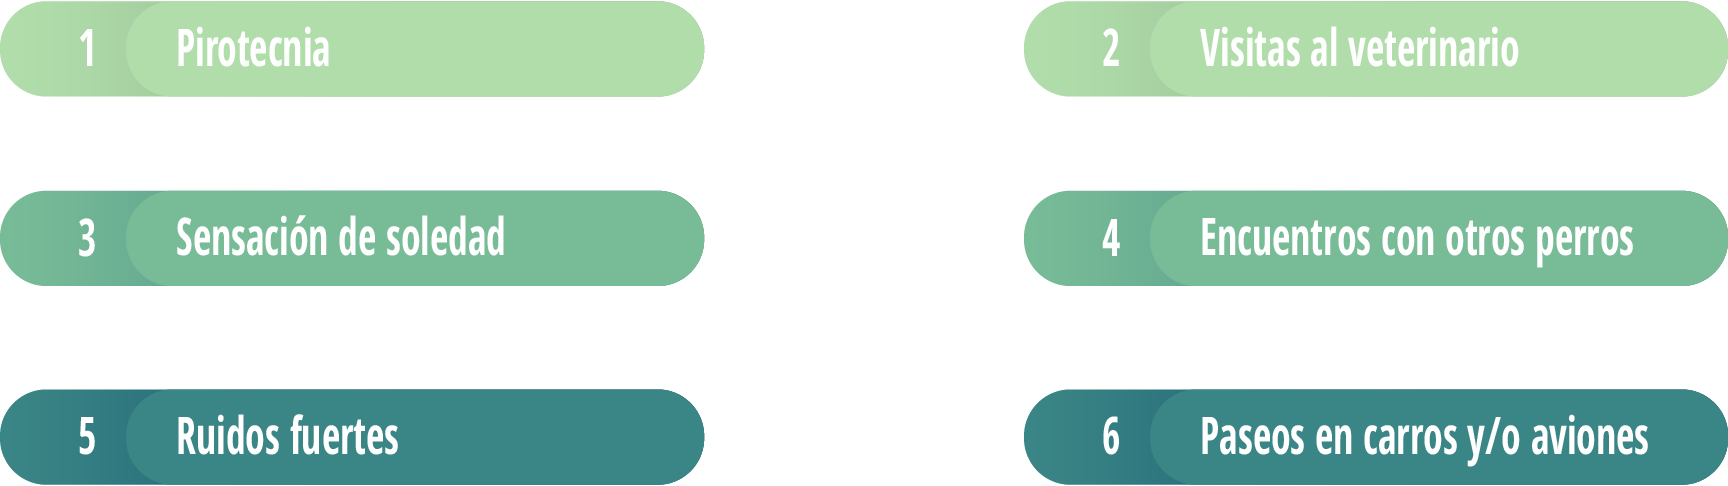 1 Pirotecnia
2 Visitas al veterinario
3 Sensación de soledad
4 Encuentros con otros perros
5 Ruidos fuertes
6 Paseos en carros y/o aviones